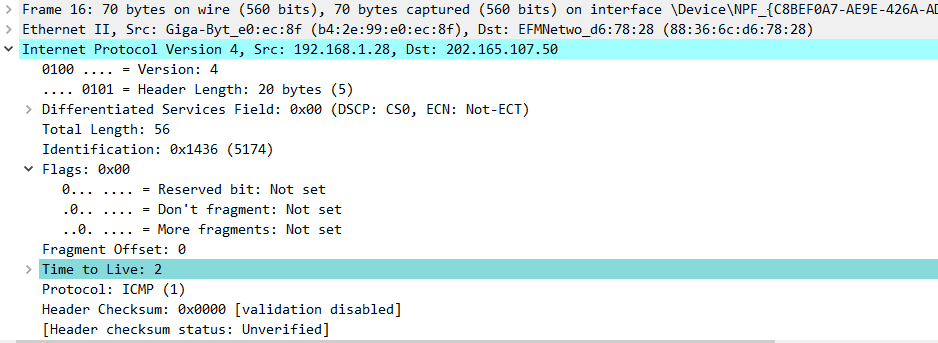 Frame 16: 70 bytes on wire (560 bits), 70 bytes captured (560 bits) on interface \Device\NPF_{C8BEF0A7-AE9E-426A-AD
Ethernet II, Src: Giga-Byt_e0:ec:8f (b4:2e:99:e0:ec:8f), Dst: EFMNetwo_d6:78:28 (88:36:6c:d6:78:28)
Internet Protocol Version 4, Src: 192.168.1.28, Dst: 202.165.107.50
0100 .... = Version: 4
.... 0101 = Header Length: 20 bytes (5)
Differentiated Services Field: 0x00 (DSCP: CS0, ECN: Not-ECT)
Total Length: 56
Identification: 0x1436 (5174)
Flags: 0x00
0... .... = Reserved bit: Not set
.0.. .... = Don't fragment: Not set
..0. .... = More fragments: Not set
Fragment Offset: 0
Time to Live: 2
Protocol: ICMP (1)
Header Checksum: 0x0000 [validation disabled]
[Header checksum status: Unverified]